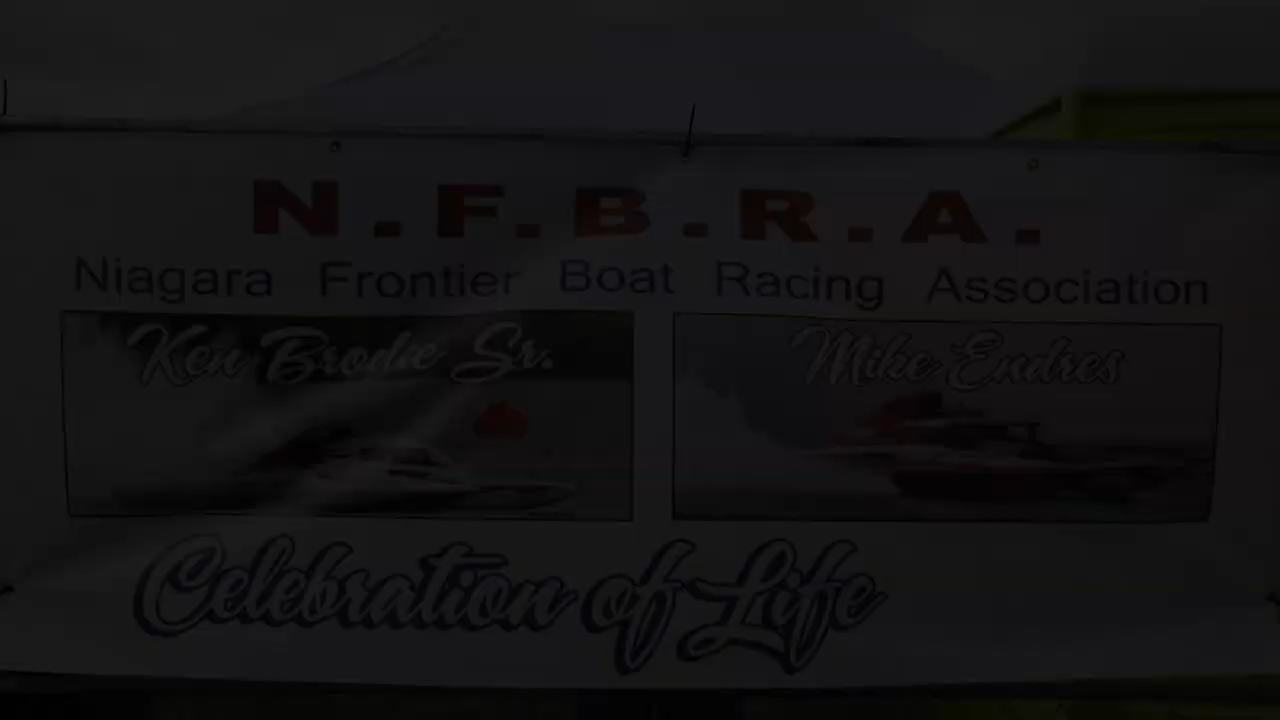 N.F.B.R.A.
Niagara Frontier Boat Racing Association
Ken Brodie Sr.
Mike Endres
Celebration of Life